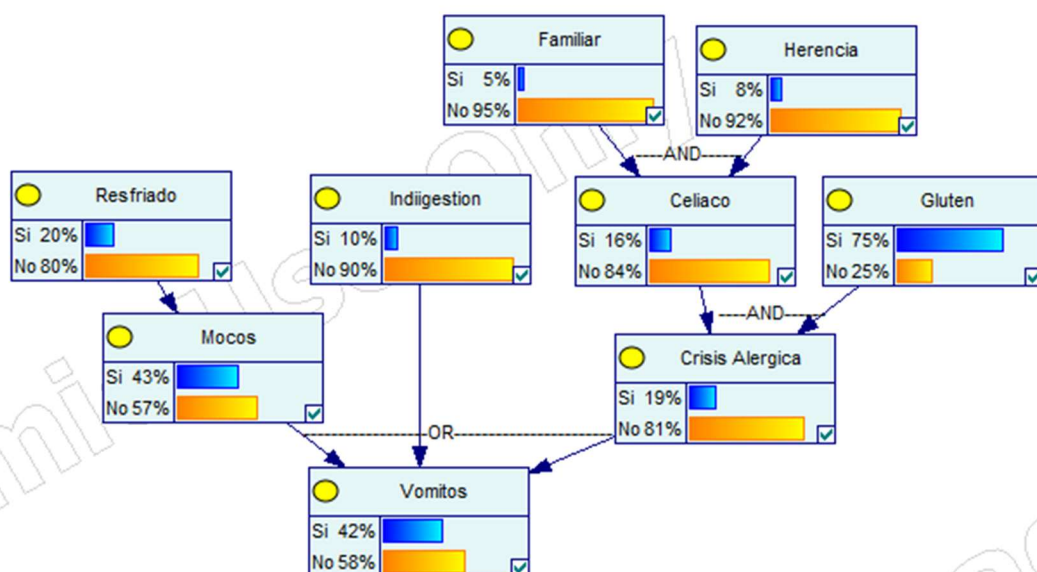 Familiar
Si 5%
No 95%
Herencia
Si 8%
No 92%
----AND----
Resfriado
Si 20%
No 80%
Indiigestion
Si 10%
No 90%
Celiaco
Si 16%
No 84%
Gluten
Si 75%
No 25%
----AND----
Mocos
Si 43%
No 57%
Crisis Alergica
Si 19%
No 81%
OR
Vomitos
Si 42%
No 58%